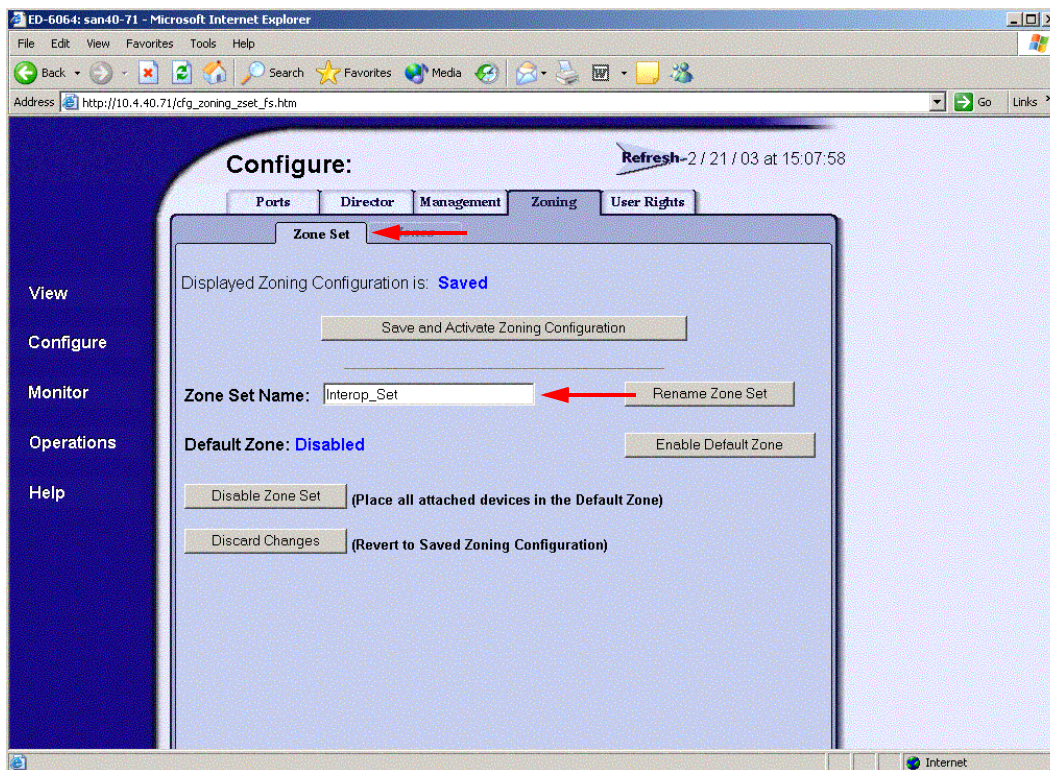 ED-6064: san40-71 - Microsoft Internet Explorer
File Edit View Favorites Tools Help
Back Search Favorites Media
Address http://10.4.40.71/cfg_zoning_zset_fs.htm Go Links
Configure: Refresh-2 / 21 / 03 at 15:07:58
Ports Director Management Zoning User Rights
Zone Set
Displayed Zoning Configuration is: Saved
View
Save and Activate Zoning Configuration
Configure
Monitor
Zone Set Name: Interop_Set Rename Zone Set
Operations
Default Zone: Disabled Enable Default Zone
Help
Disable Zone Set (Place all attached devices in the Default Zone)
Discard Changes (Revert to Saved Zoning Configuration)
Internet